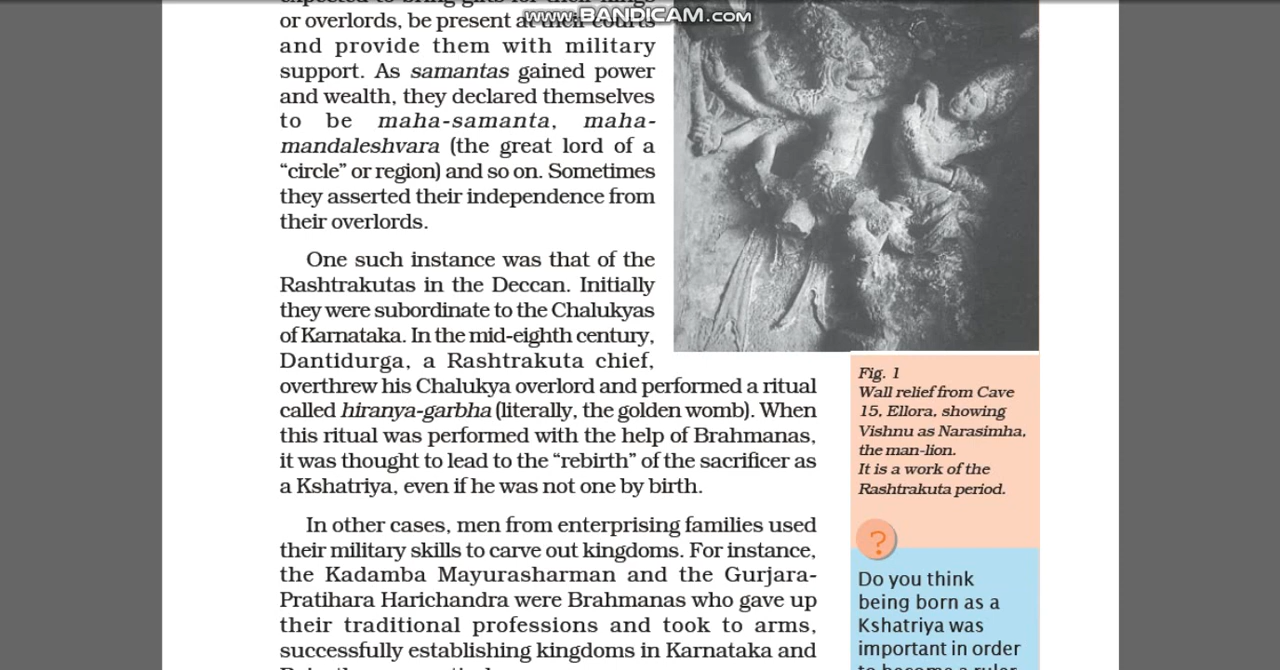 www.BANDICAM.com
or overlords, be present at their courts
and provide them with military
support. As samantas gained power
and wealth, they declared themselves
to be maha-samanta, maha-
mandaleshvara (the great lord of a
“circle” or region) and so on. Sometimes
they asserted their independence from
their overlords.
One such instance was that of the
Rashtrakutas in the Deccan. Initially
they were subordinate to the Chalukyas
of Karnataka. In the mid-eighth century,
Dantidurga, a Rashtrakuta chief,
overthrew his Chalukya overlord and performed a ritual
called hiranya-garbha (literally, the golden womb). When
this ritual was performed with the help of Brahmanas,
it was thought to lead to the “rebirth” of the sacrificer as
a Kshatriya, even if he was not one by birth.
In other cases, men from enterprising families used
their military skills to carve out kingdoms. For instance,
the Kadamba Mayurasharman and the Gurjara-
Pratihara Harichandra were Brahmanas who gave up
their traditional professions and took to arms,
successfully establishing kingdoms in Karnataka and
Fig. 1
Wall relief from Cave
15, Ellora, showing
Vishnu as Narasimha,
the man-lion.
It is a work of the
Rashtrakuta period.
?
Do you think
being born as a
Kshatriya was
important in order
to become a ruler